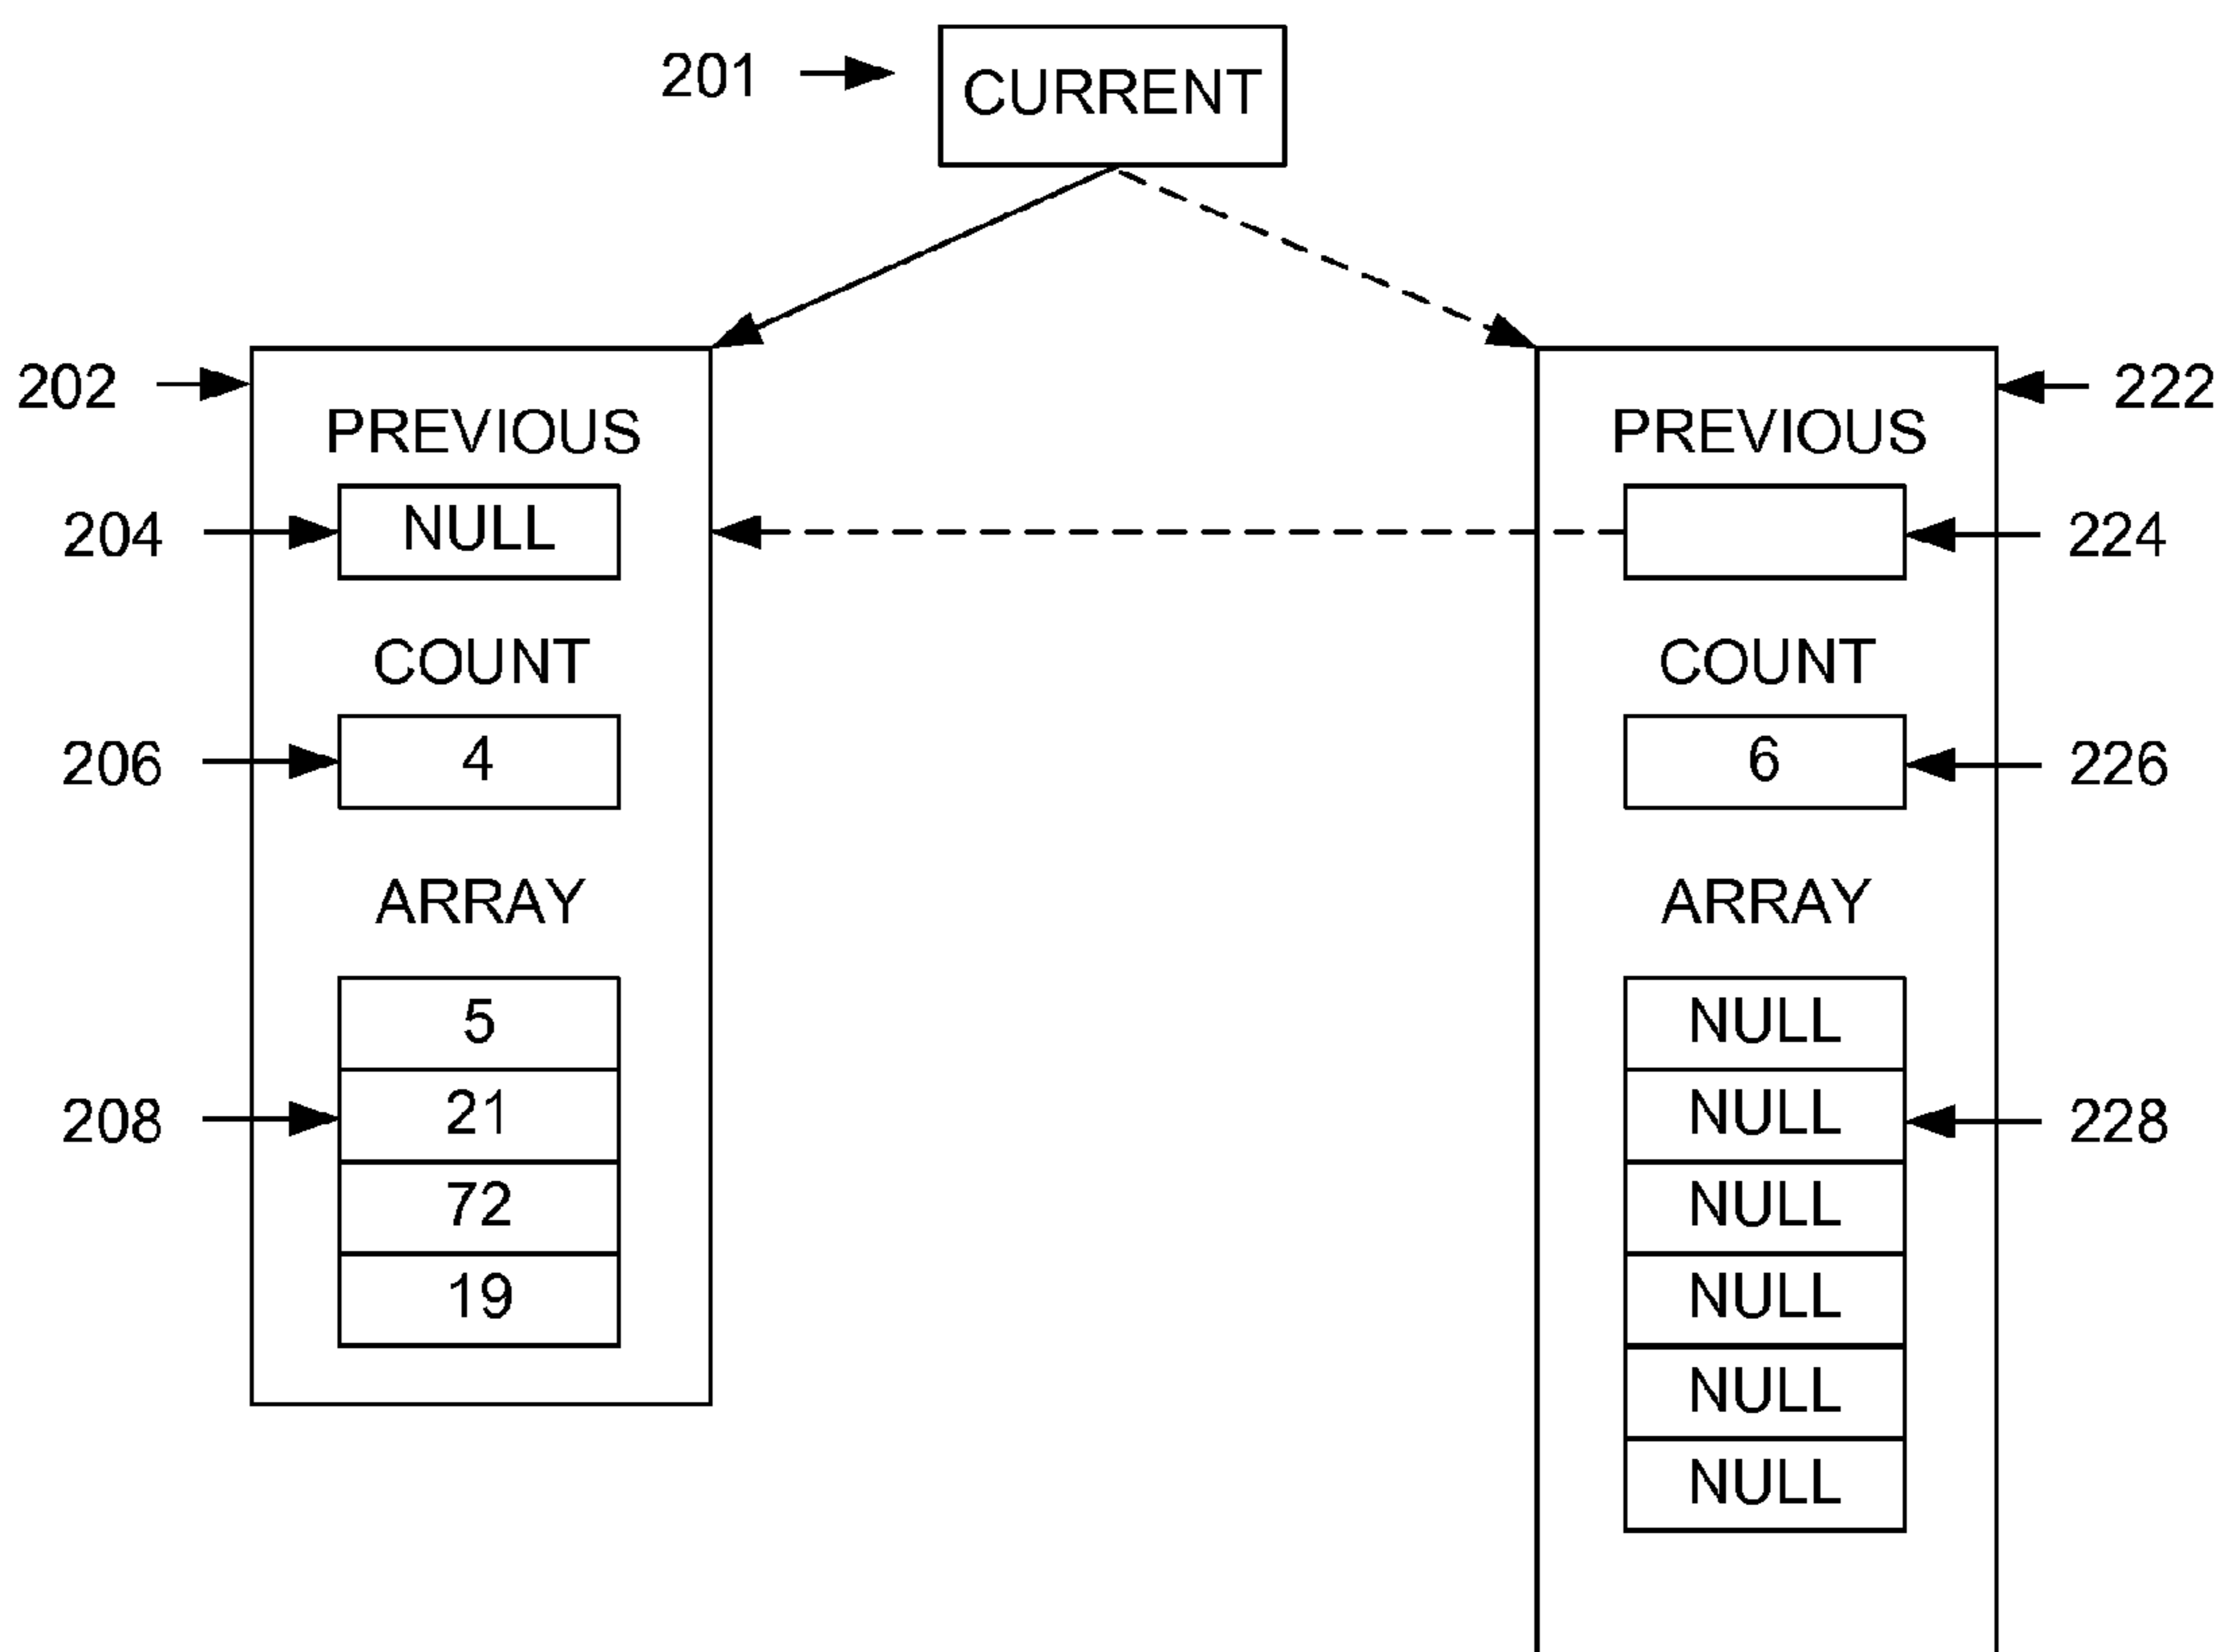 201 CURRENT
202 PREVIOUS PREVIOUS 222
204 NULL 224
COUNT COUNT
206 4 6 226
ARRAY ARRAY
5 NULL
208 21 NULL 228
72 NULL
19 NULL
NULL
NULL